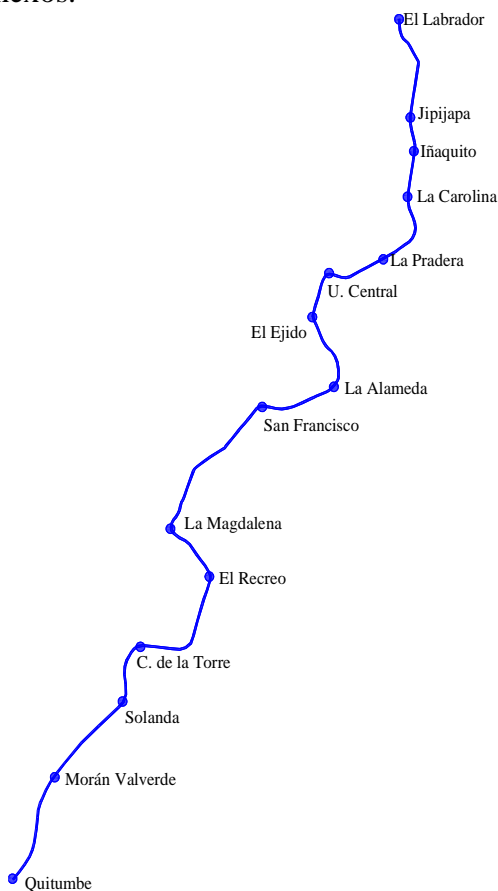 El Labrador
Jipijapa
Iñaquito
La Carolina
La Pradera
U. Central
El Ejido
La Alameda
San Francisco
La Magdalena
El Recreo
C. de la Torre
Solanda
Morán Valverde
Quitumbe